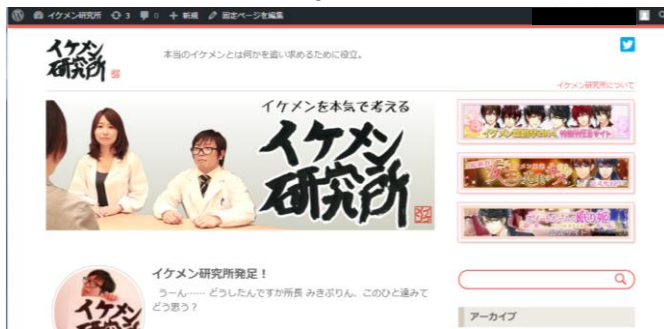 イケメン研究所 3 0 新規 固定ページを編集
イケメン
研究所
本当のイケメンとは何かを追い求めるために設立。
イケメン研究所について
イケメンを本気で考える
イケメン
研究所
イケメン研究所発足！
うーん…… どうしたんですか所長 みきぷりん、このひと達みて
どう思う？
イケメン
アーカイブ